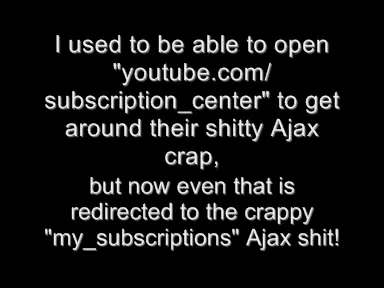 I used to be able to open
"youtube.com/
subscription_center" to get
around their shitty Ajax
crap,
but now even that is
redirected to the crappy
"my_subscriptions" Ajax shit!